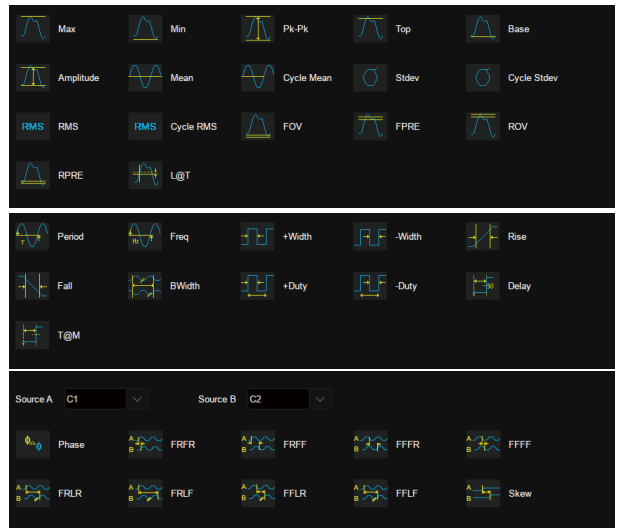 Max Min Pk-Pk Top Base
Amplitude Mean Cycle Mean Stdev Cycle Stdev
RMS RMS RMS Cycle RMS FOV FPRE ROV
RPRE L@T
T Period Hz Freq +Width -Width Rise
Fall BWidth +Duty -Duty 50 Delay
T@M
Source A C1 Source B C2
Phase A B FRFR A B FRFF A B FFFR A B FFFF
A B FRLR A B FRLF A B FFLR A B FFLF A B Skew